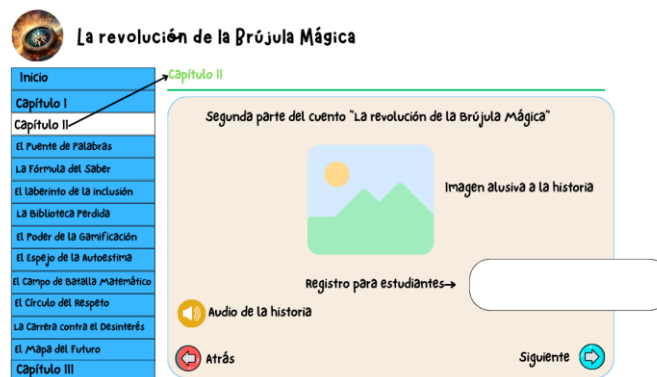 La revolución de la Brújula Mágica
Inicio
Capítulo I
Capítulo II
El Puente de Palabras
La Fórmula del Saber
El laberinto de la inclusión
La Biblioteca Perdida
El Poder de la Gamificación
El Espejo de la Autoestima
El Campo de Batalla Matemático
El Círculo del Respeto
La Carrera contra el Desinterés
El Mapa del Futuro
Capítulo III
Capítulo II
Segunda parte del cuento "La revolución de la Brújula Mágica"
Imagen alusiva a la historia
Registro para estudiantes
Audio de la historia
Atrás
Siguiente